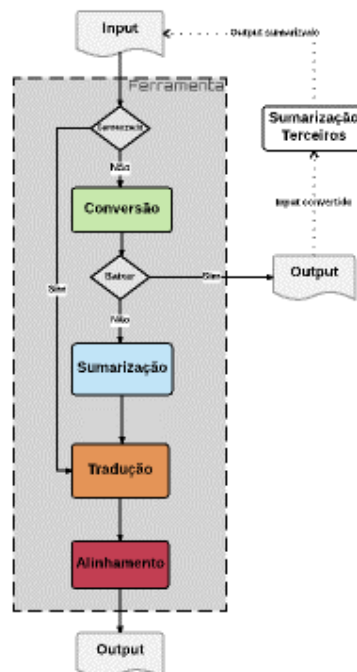 Input
Output sumarizado
Ferramenta
Sumarização
Terceiros
Não
Conversão
Input convertido
Baixar
Sim
Output
Sim
Não
Sumarização
Tradução
Alinhamento
Output